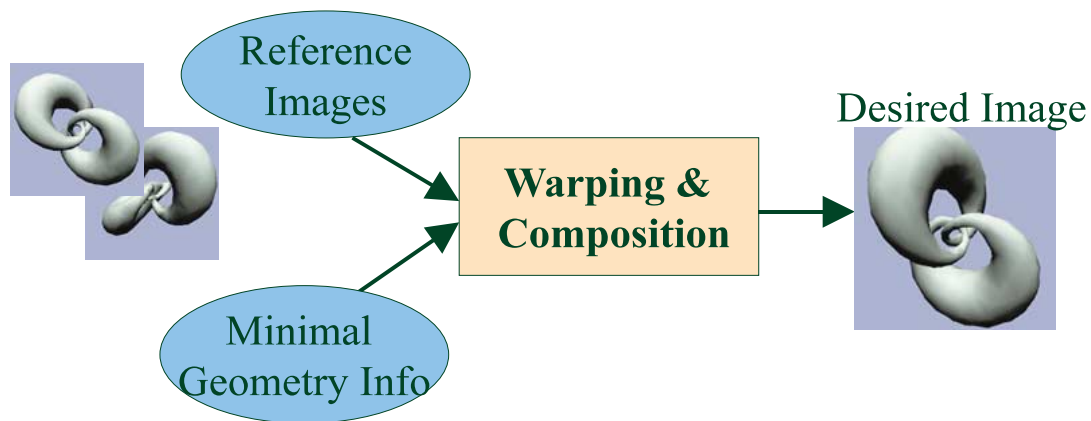 Reference
Images
Minimal
Geometry Info
Warping &
Composition
Desired Image